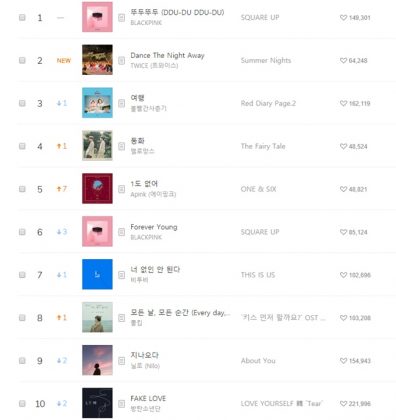 1 — 뚜두뚜두 (DDU-DU DDU-DU) SQUARE UP 149,301
BLACKPINK
2 NEW Dance The Night Away Summer Nights 64,248
TWICE (트와이스)
3 1 여행 Red Diary Page.2 162,119
볼빨간사춘기
4 1 동화 The Fairy Tale 48,524
멜로망스
5 7 1도 없어 ONE & SIX 48,821
Apink (에이핑크)
6 3 Forever Young SQUARE UP 85,124
BLACKPINK
7 1 너 없인 안 된다 THIS IS US 102,696
비투비
8 1 모든 날, 모든 순간 (Every day,... '키스 먼저 할까요?' OST ... 103,208
폴킴
9 2 지나오다 About You 154,943
닐로 (Nilo)
10 2 FAKE LOVE LOVE YOURSELF 轉 'Tear' 221,996
방탄소년단